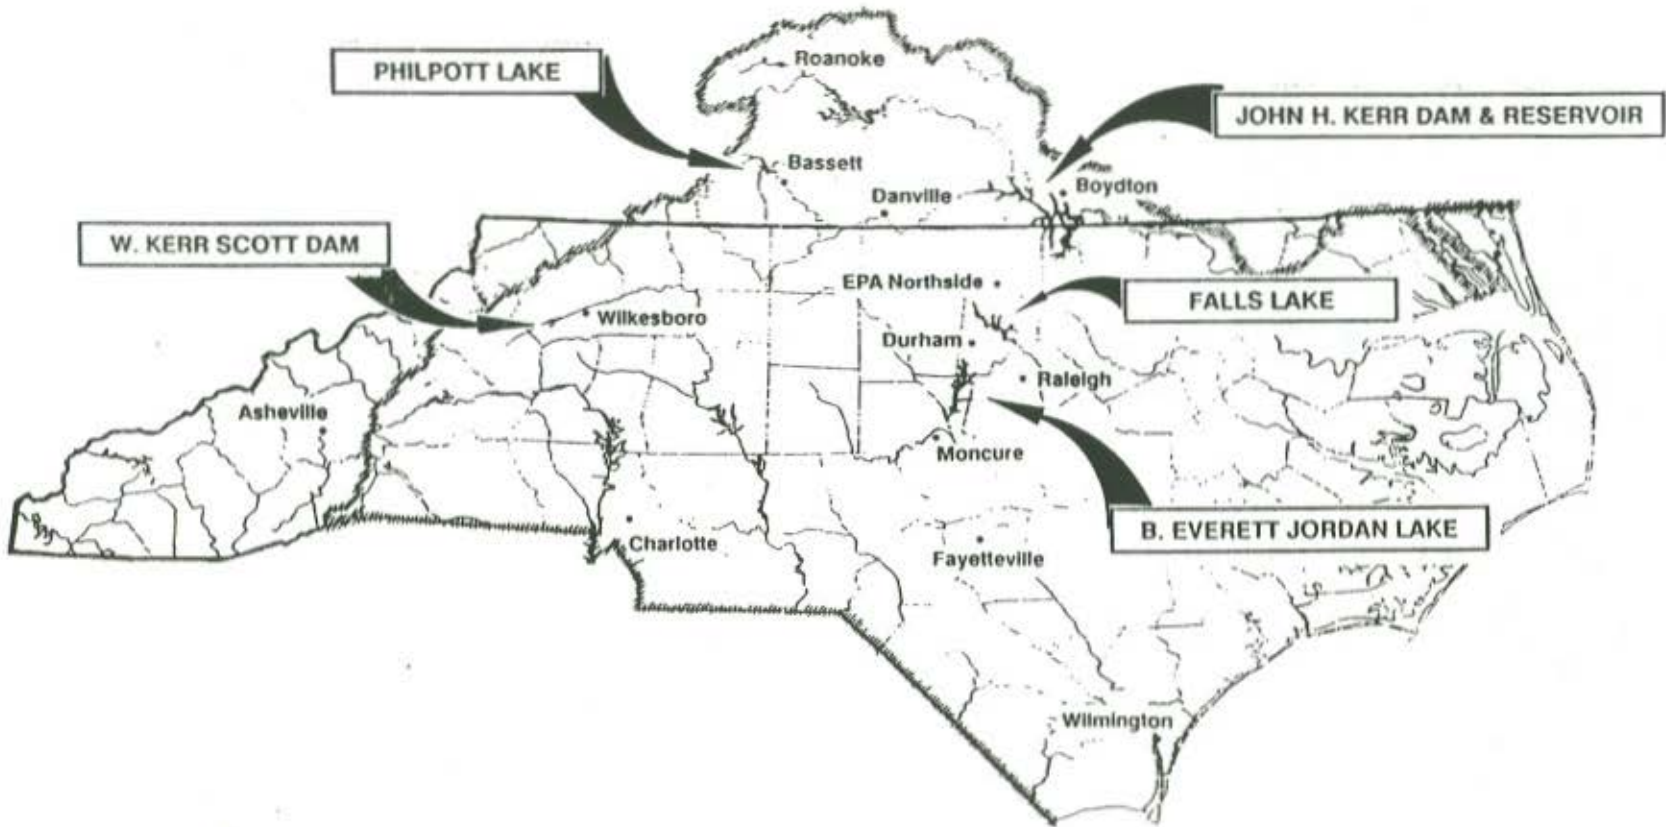 Roanoke
PHILPOTT LAKE
JOHN H. KERR DAM & RESERVOIR
Bassett
Boydton
Danville
W. KERR SCOTT DAM
EPA Northside
FALLS LAKE
Wilkesboro
Durham
Raleigh
Asheville
Moncure
B. EVERETT JORDAN LAKE
Charlotte
Fayetteville
Wilmington